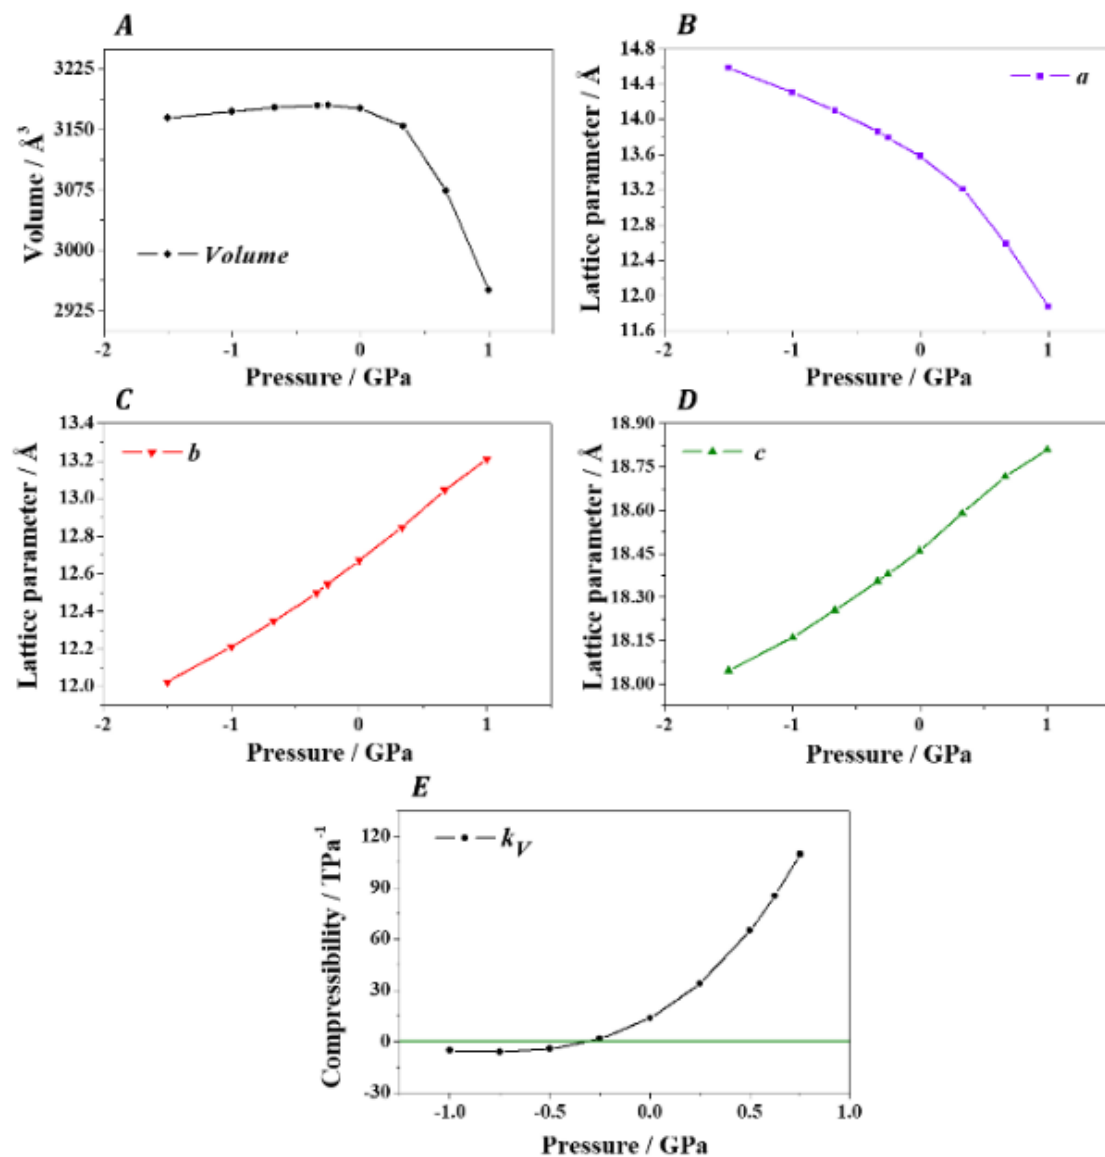 A
3225
3150
3075
3000
2925
Volume / Å³
Volume
-2 -1 0 1
Pressure / GPa
B
14.8
14.4
14.0
13.6
13.2
12.8
12.4
12.0
11.6
Lattice parameter / Å
a
-2 -1 0 1
Pressure / GPa
C
13.4
13.2
13.0
12.8
12.6
12.4
12.2
12.0
Lattice parameter / Å
b
-2 -1 0 1
Pressure / GPa
D
18.90
18.75
18.60
18.45
18.30
18.15
18.00
Lattice parameter / Å
c
-2 -1 0 1
Pressure / GPa
E
120
90
60
30
0
-30
Compressibility / TPa⁻¹
k_V
-1.0 -0.5 0.0 0.5 1.0
Pressure / GPa